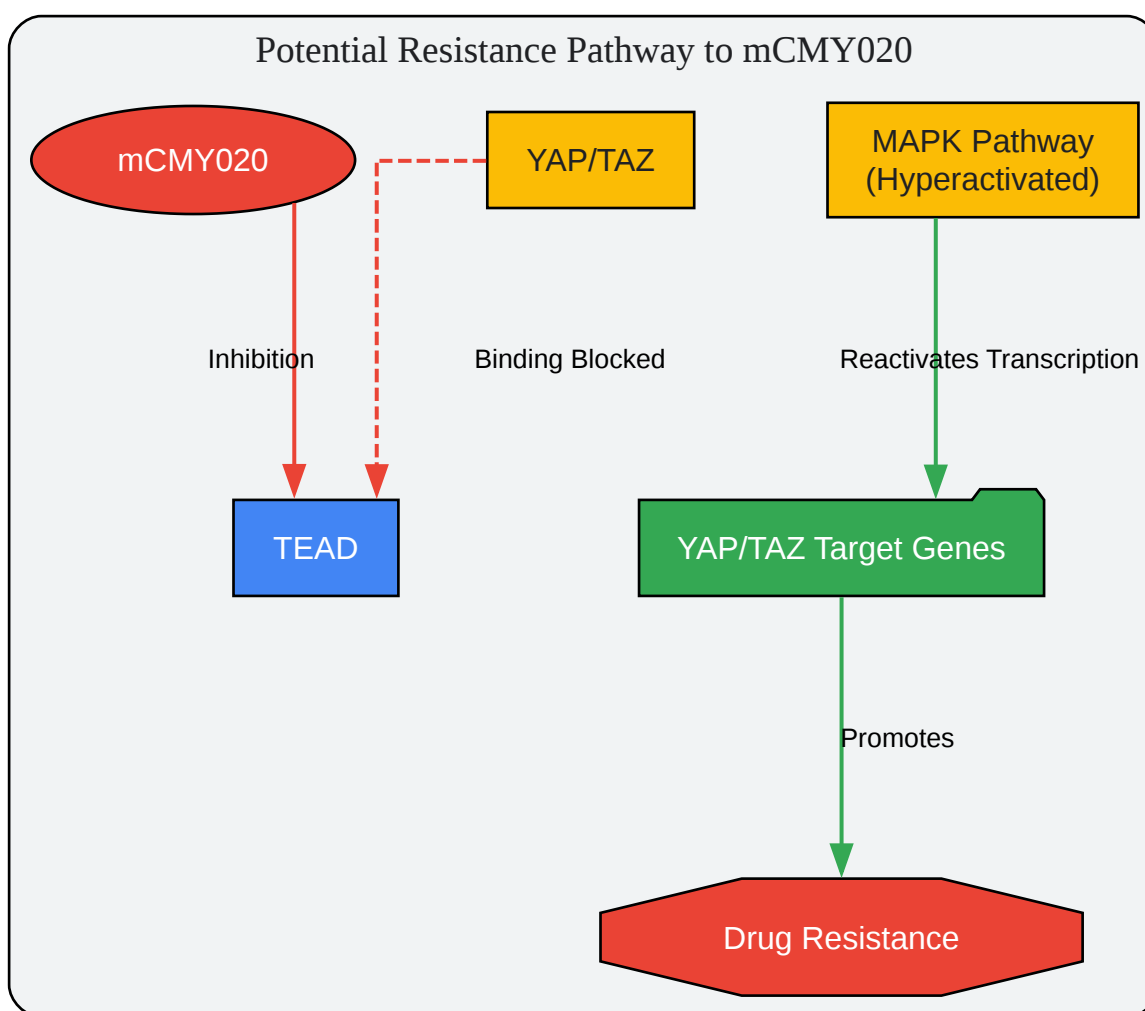 Potential Resistance Pathway to mCMY020
mCMY020
YAP/TAZ
MAPK Pathway
(Hyperactivated)
Inhibition
Binding Blocked
Reactivates Transcription
TEAD
YAP/TAZ Target Genes
Promotes
Drug Resistance